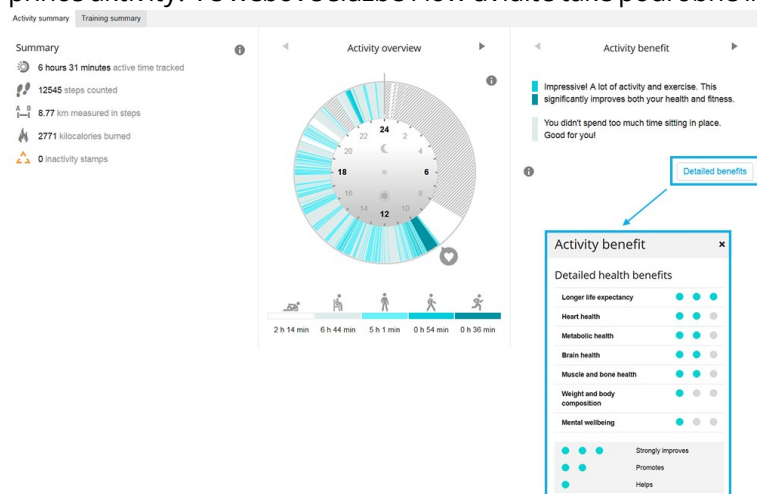 Activity summary Training summary
Summary
6 hours 31 minutes active time tracked
12545 steps counted
A B
8.77 km measured in steps
2771 kilocalories burned
0 inactivity stamps
Activity overview
24
22 2
20 4
18 6
16 8
14 10
12
2 h 14 min 6 h 44 min 5 h 1 min 0 h 54 min 0 h 36 min
Activity benefit
Impressive! A lot of activity and exercise. This
significantly improves both your health and fitness.
You didn't spend too much time sitting in place.
Good for you!
Detailed benefits
Activity benefit ×
Detailed health benefits
Longer life expectancy
Heart health
Metabolic health
Brain health
Muscle and bone health
Weight and body
composition
Mental wellbeing
Strongly improves
Promotes
Helps